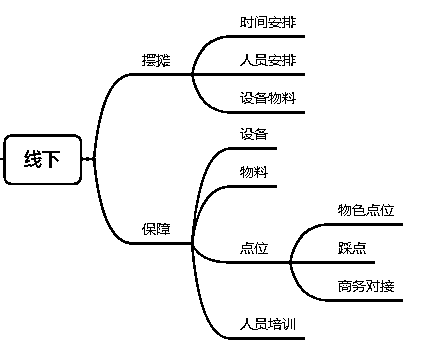 线下
摆摊
时间安排
人员安排
设备物料
保障
设备
物料
点位
物色点位
踩点
商务对接
人员培训